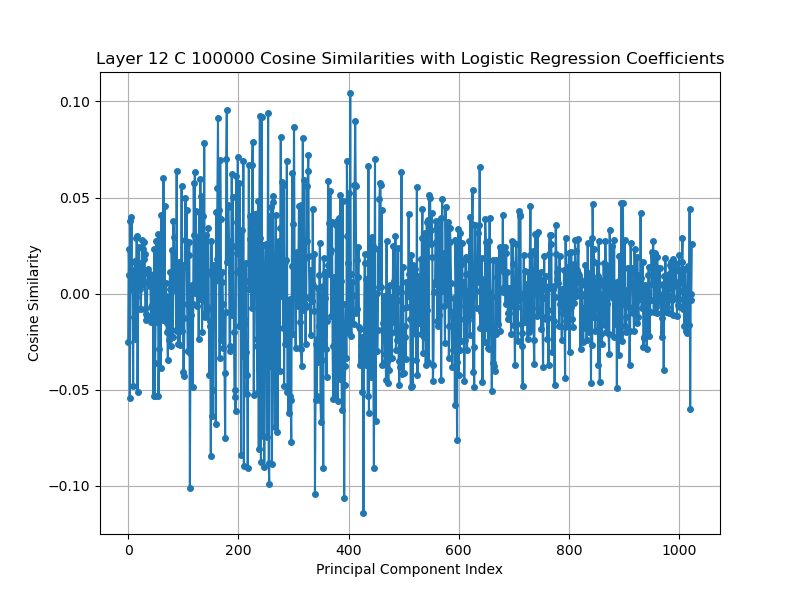 Layer 12 C 100000 Cosine Similarities with Logistic Regression Coefficients
0.10
0.05
0.00
−0.05
−0.10
Cosine Similarity
0 200 400 600 800 1000
Principal Component Index